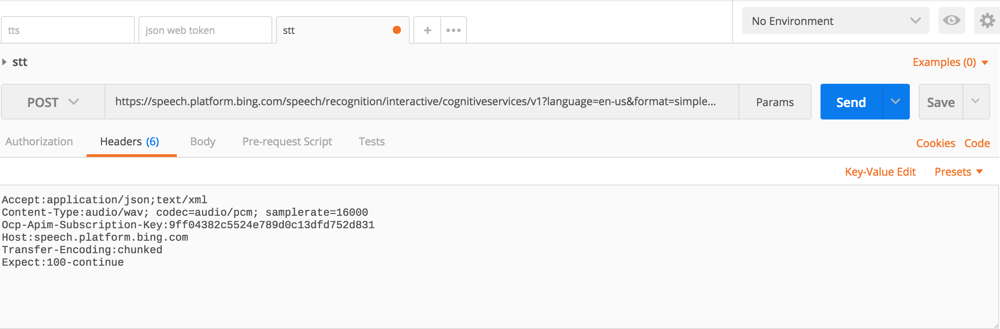 tts
json web token
stt
No Environment
stt
Examples (0)
POST
https://speech.platform.bing.com/speech/recognition/interactive/cognitiveservices/v1?language=en-us&format=simple...
Params
Send
Save
Authorization
Headers (6)
Body
Pre-request Script
Tests
Cookies
Code
Key-Value Edit
Presets
Accept:application/json;text/xml
Content-Type:audio/wav; codec=audio/pcm; samplerate=16000
Ocp-Apim-Subscription-Key:9ff04382c5524e789d0c13dfd752d831
Host:speech.platform.bing.com
Transfer-Encoding:chunked
Expect:100-continue